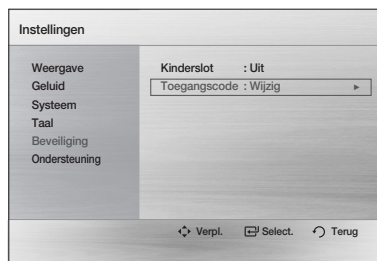 Instellingen
Weergave
Geluid
Systeem
Taal
Beveiliging
Ondersteuning
Kinderslot : Uit
Toegangscode : Wijzig
Verpl. Select. Terug